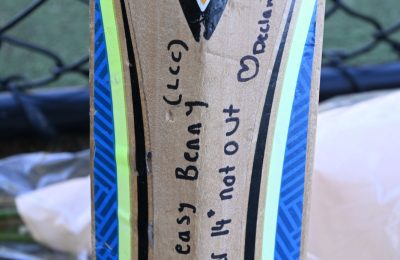 easy Benny (LCC)
14* not out
♡ Declan